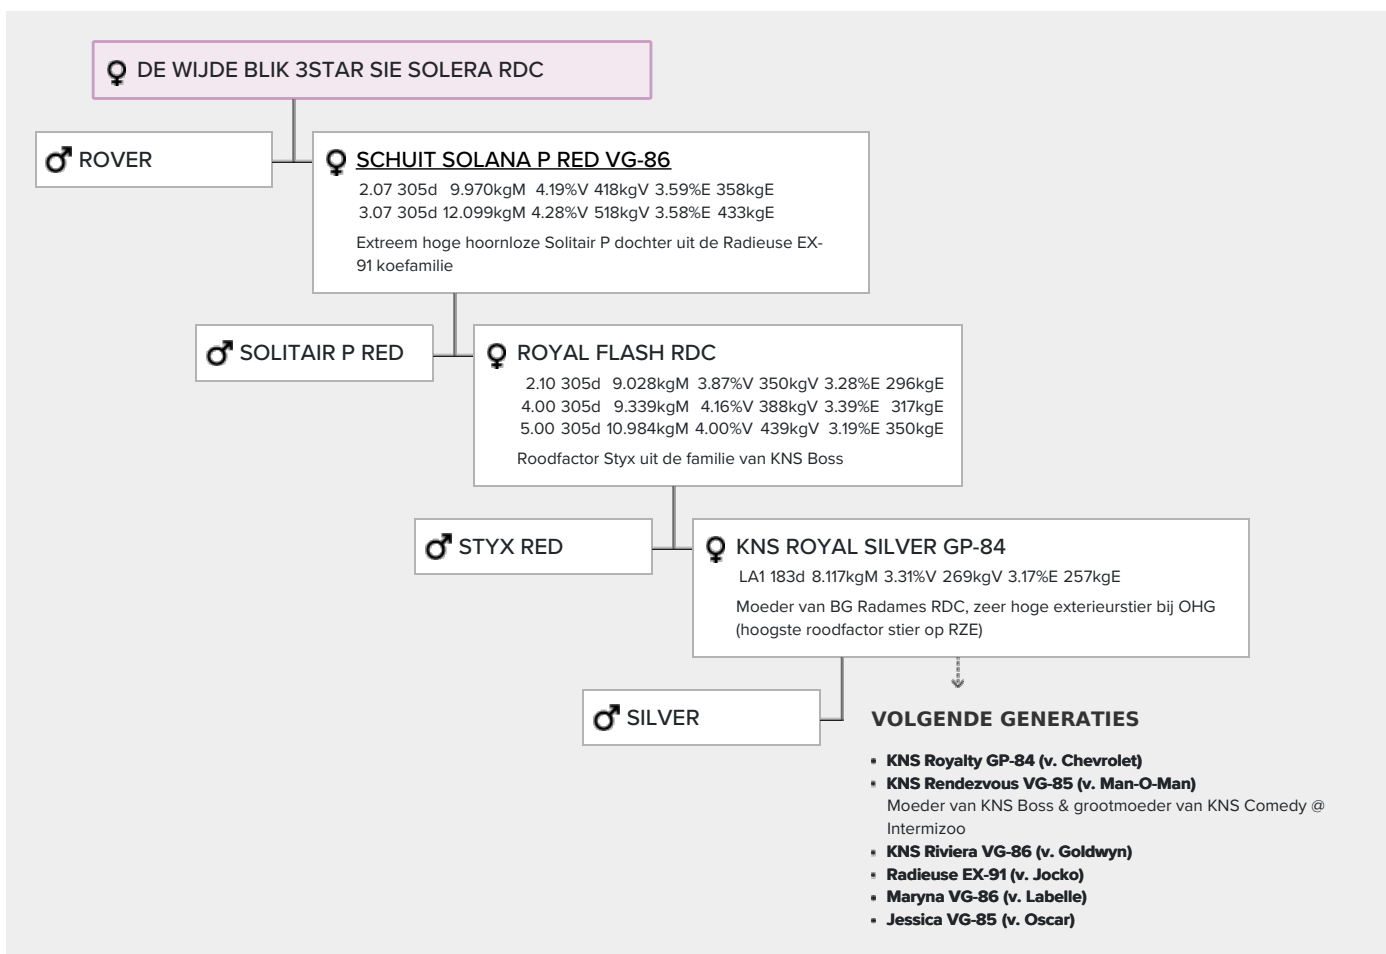 DE WIJDE BLIK 3STAR SIE SOLERA RDC
ROVER
SCHUIT SOLANA P RED VG-86
2.07 305d 9.970kgM 4.19%V 418kgV 3.59%E 358kgE
3.07 305d 12.099kgM 4.28%V 518kgV 3.58%E 433kgE
Extreem hoge hoornloze Solitair P dochter uit de Radieuse EX-
91 koefamilie
SOLITAIR P RED
ROYAL FLASH RDC
2.10 305d 9.028kgM 3.87%V 350kgV 3.28%E 296kgE
4.00 305d 9.339kgM 4.16%V 388kgV 3.39%E 317kgE
5.00 305d 10.984kgM 4.00%V 439kgV 3.19%E 350kgE
Roodfactor Styx uit de familie van KNS Boss
STYX RED
KNS ROYAL SILVER GP-84
LA1 183d 8.117kgM 3.31%V 269kgV 3.17%E 257kgE
Moeder van BG Radames RDC, zeer hoge exterieurstier bij OHG
(hoogste roodfactor stier op RZE)
SILVER
VOLGENDE GENERATIES
KNS Royalty GP-84 (v. Chevrolet)
KNS Rendezvous VG-85 (v. Man-O-Man)
Moeder van KNS Boss & grootmoeder van KNS Comedy @
Intermizoo
KNS Riviera VG-86 (v. Goldwyn)
Radieuse EX-91 (v. Jocko)
Maryna VG-86 (v. Labelle)
Jessica VG-85 (v. Oscar)